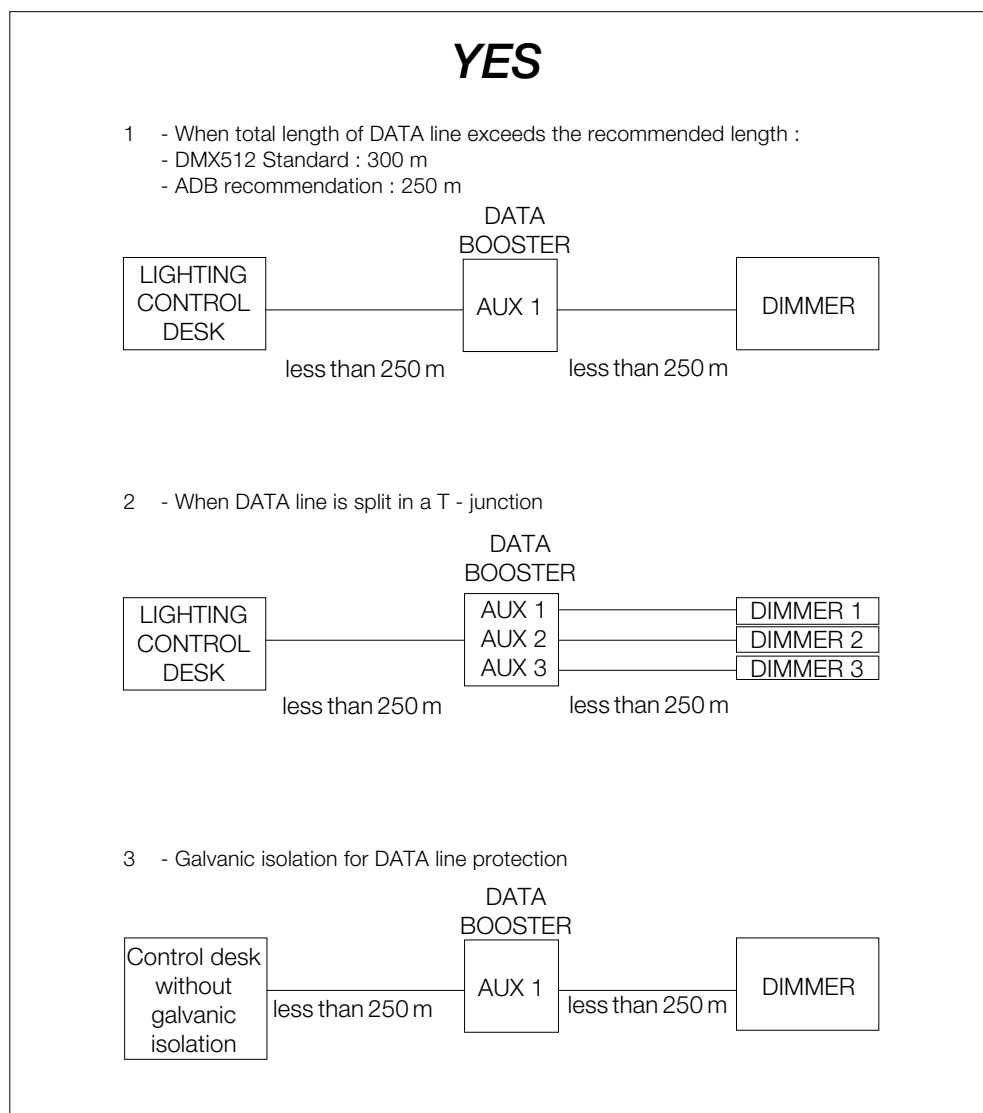 YES
1 - When total length of DATA line exceeds the recommended length :
- DMX512 Standard : 300 m
- ADB recommendation : 250 m
DATA
BOOSTER
LIGHTING
CONTROL
DESK
AUX 1
DIMMER
less than 250 m
less than 250 m
2 - When DATA line is split in a T - junction
DATA
BOOSTER
LIGHTING
CONTROL
DESK
AUX 1
AUX 2
AUX 3
DIMMER 1
DIMMER 2
DIMMER 3
less than 250 m
less than 250 m
3 - Galvanic isolation for DATA line protection
DATA
BOOSTER
Control desk
without
galvanic
isolation
less than 250 m
AUX 1
less than 250 m
DIMMER